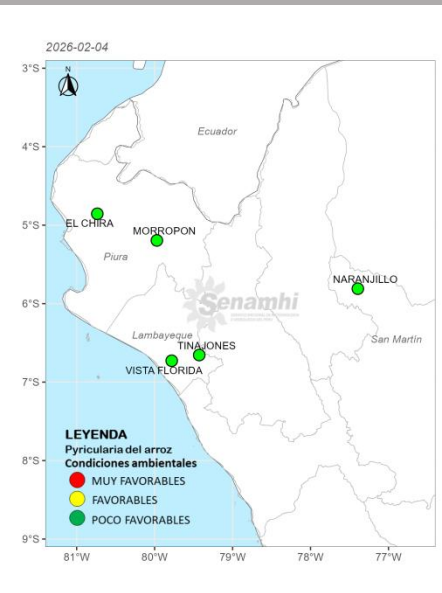 2026-02-04
3°S
N
4°S
Ecuador
5°S
EL CHIRA
MORROPON
Piura
NARANJILLO
6°S
Senamhi
Lambayeque
San Martín
TINAJONES
VISTA FLORIDA
7°S
LEYENDA
Pyricularia del arroz
Condiciones ambientales
MUY FAVORABLES
FAVORABLES
POCO FAVORABLES
8°S
9°S
81°W 80°W 79°W 78°W 77°W